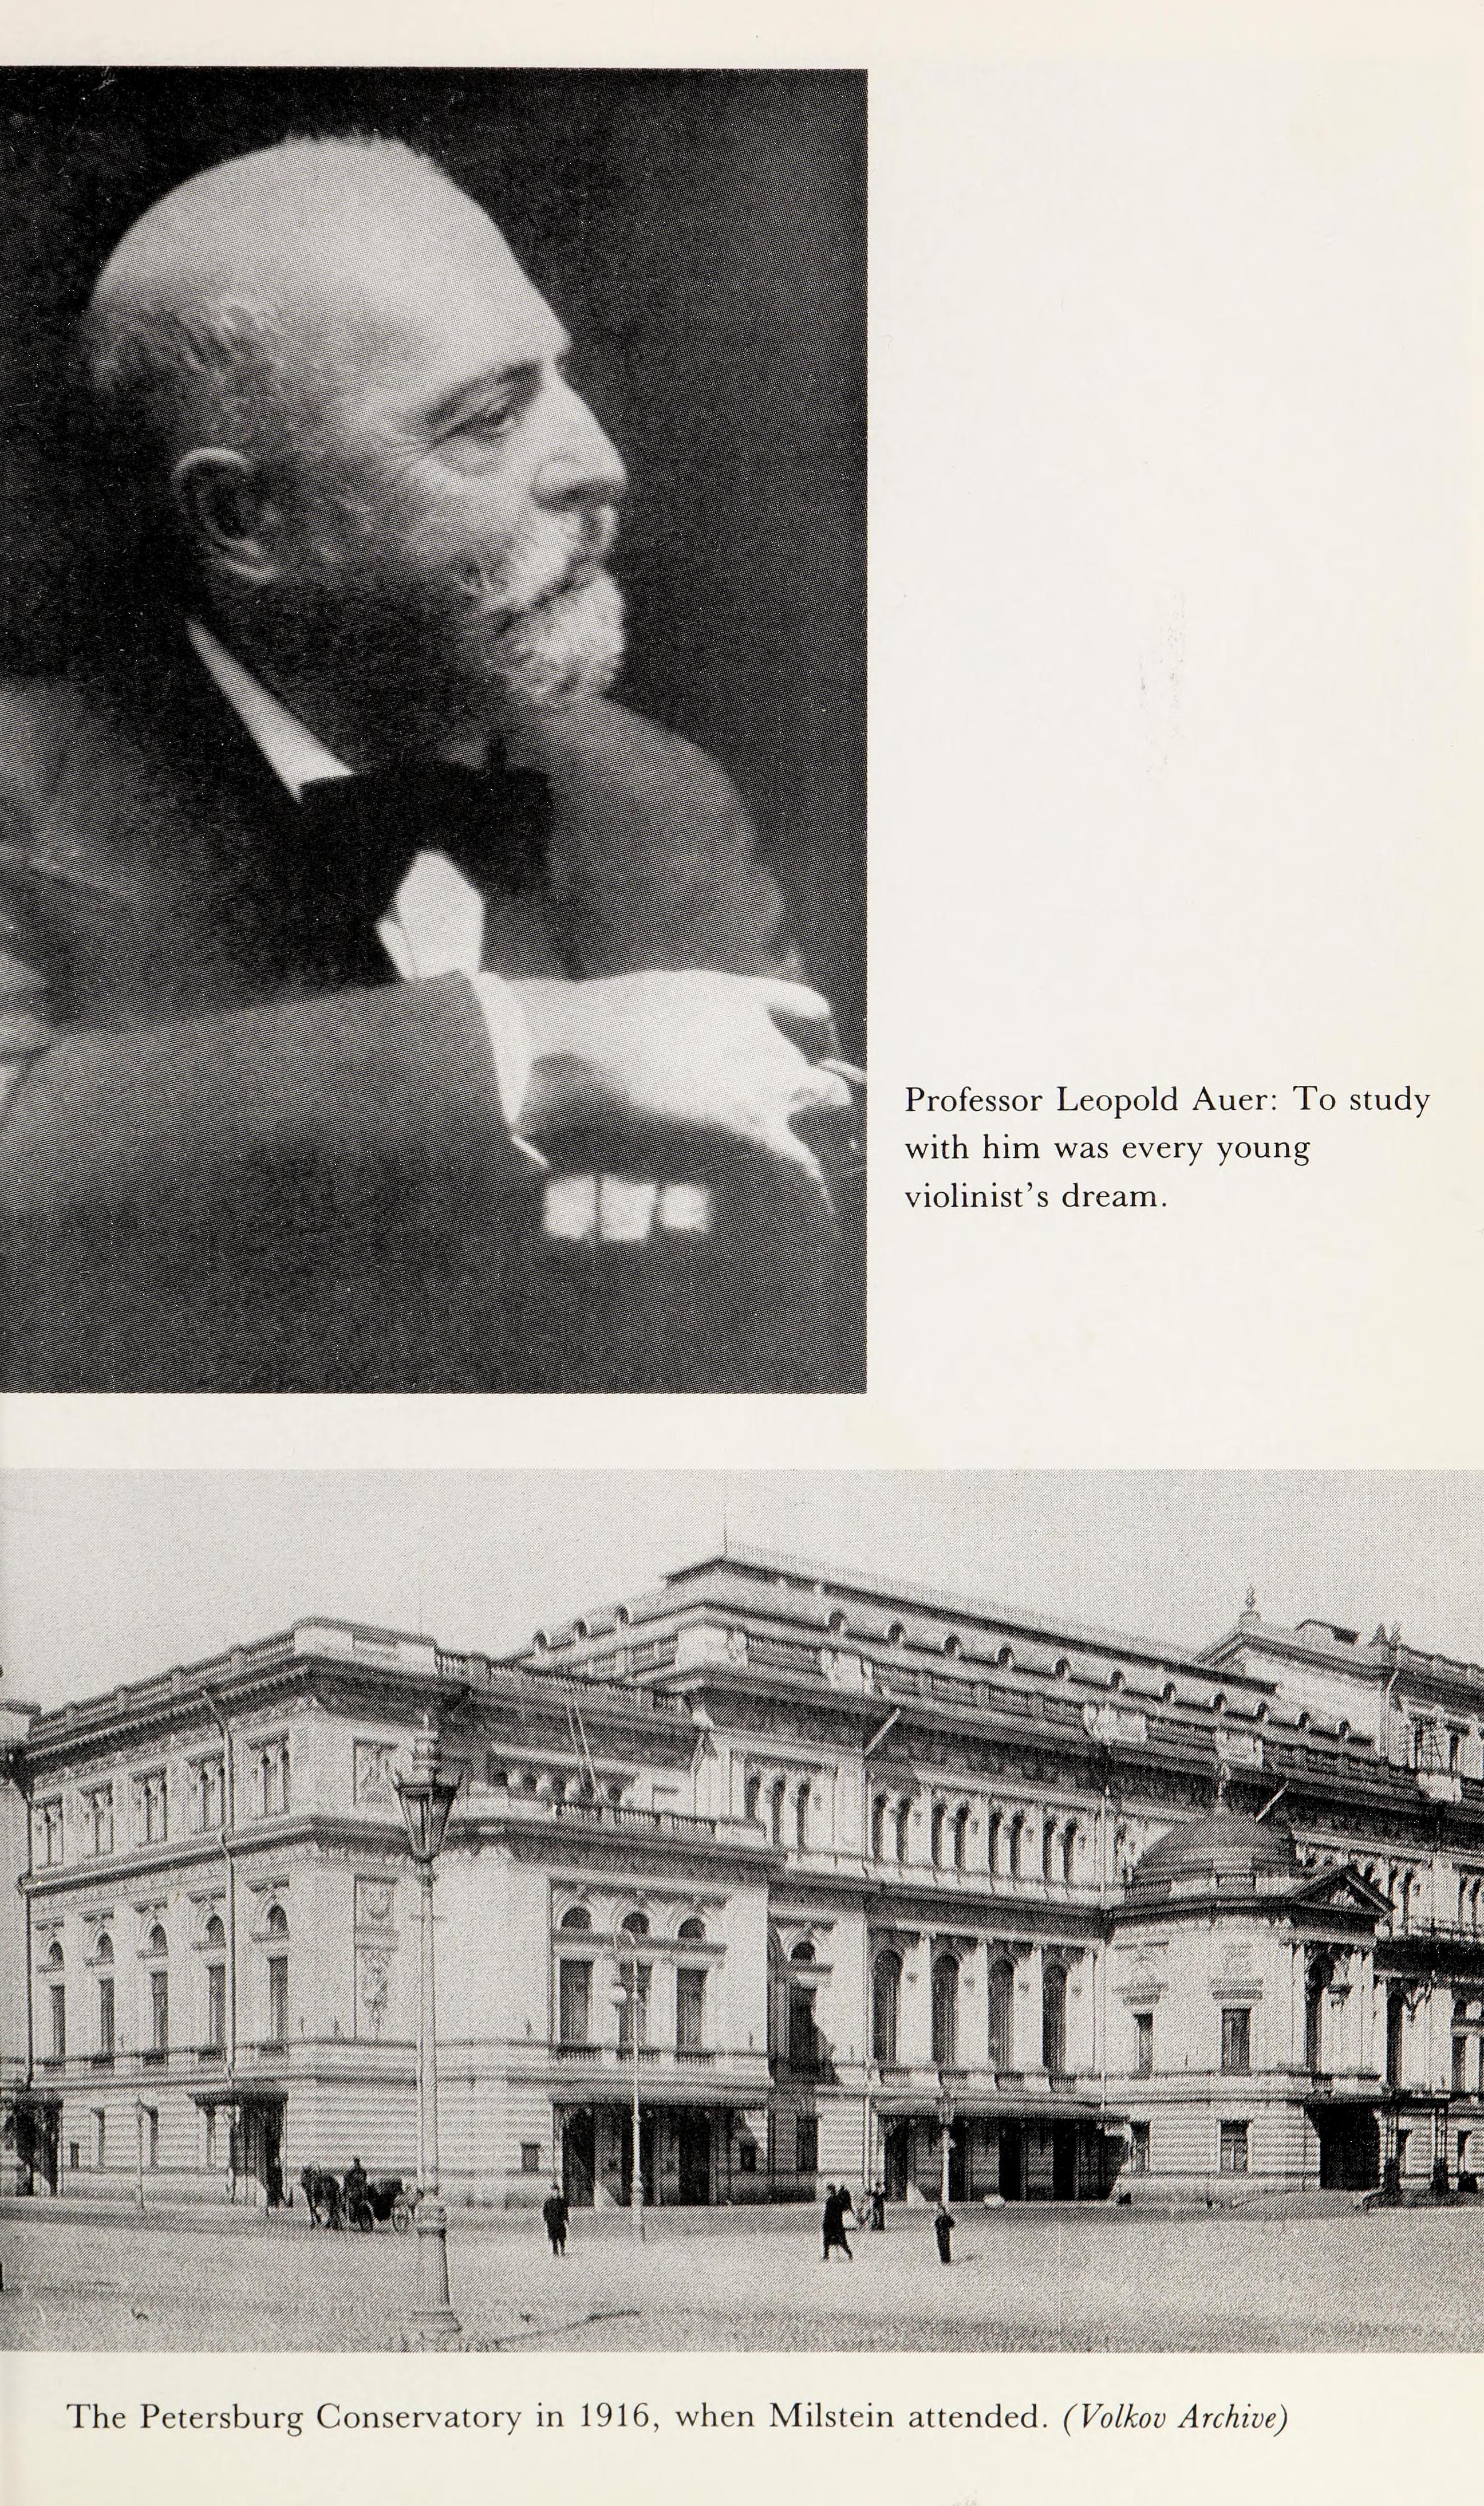 Professor Leopold Auer: To study
with him was every young
violinist's dream.
The Petersburg Conservatory in 1916, when Milstein attended. (Volkov Archive)